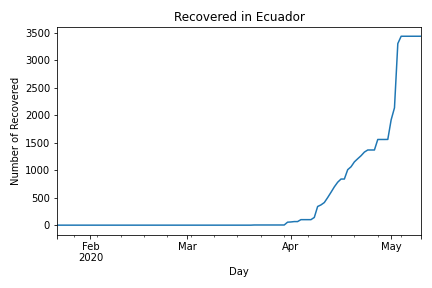 Recovered in Ecuador
Number of Recovered
3500
3000
2500
2000
1500
1000
500
0
Feb
2020
Mar
Apr
May
Day